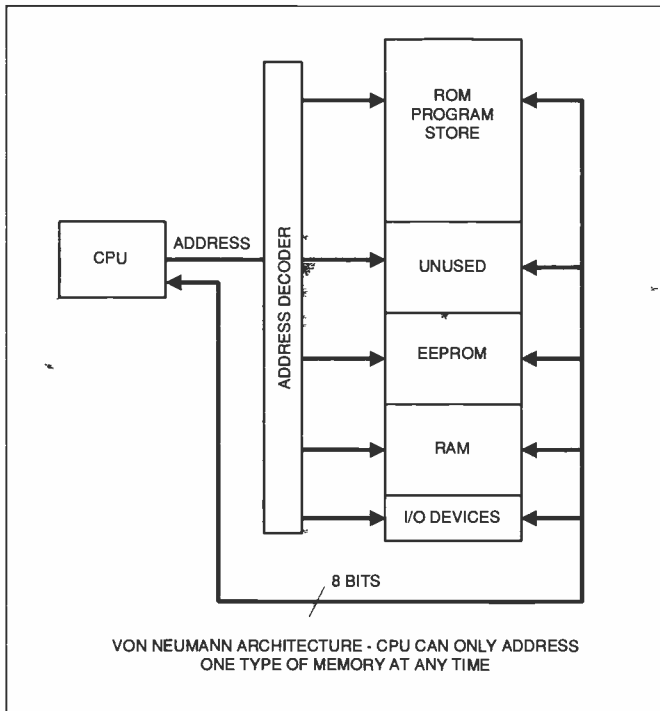 ROM
PROGRAM
STORE
CPU
ADDRESS
ADDRESS DECODER
UNUSED
EEPROM
RAM
I/O DEVICES
8 BITS
VON NEUMANN ARCHITECTURE - CPU CAN ONLY ADDRESS
ONE TYPE OF MEMORY AT ANY TIME